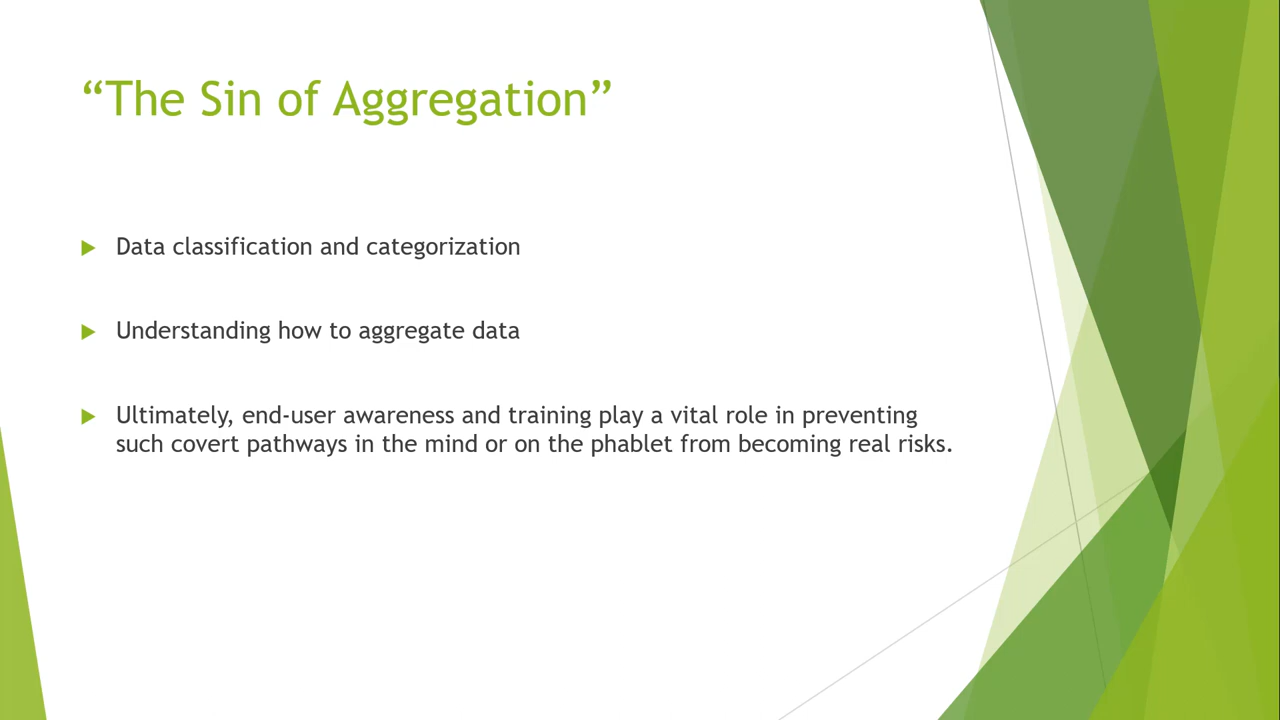 “The Sin of Aggregation”
Data classification and categorization
Understanding how to aggregate data
Ultimately, end-user awareness and training play a vital role in preventing
such covert pathways in the mind or on the phablet from becoming real risks.